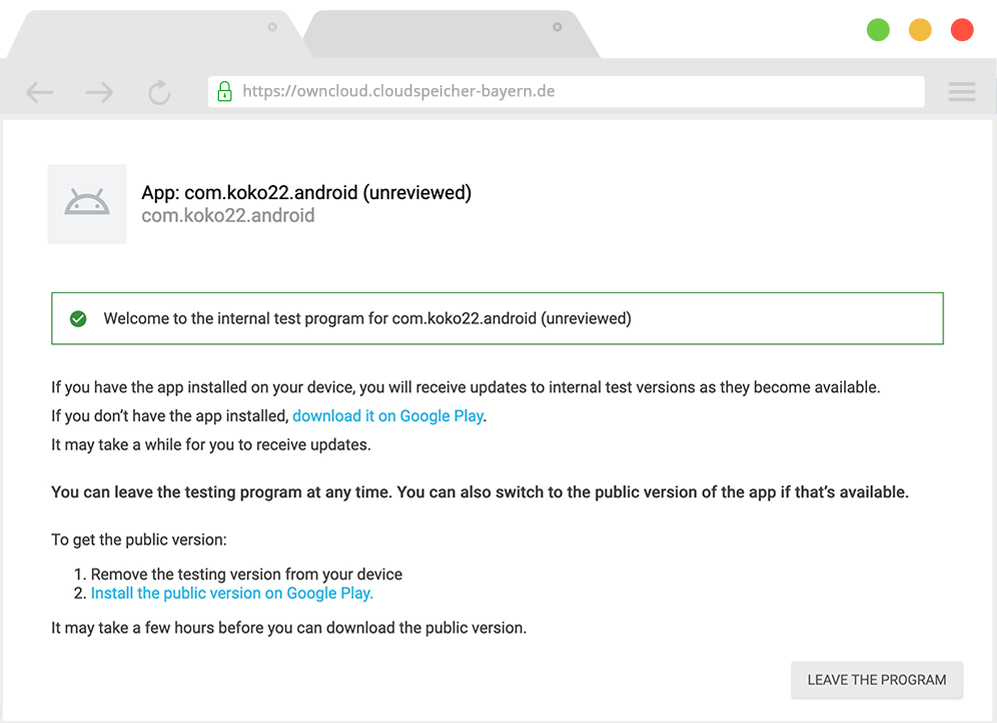 https://owncloud.cloudspeicher-bayern.de
App: com.koko22.android (unreviewed)
com.koko22.android
Welcome to the internal test program for com.koko22.android (unreviewed)
If you have the app installed on your device, you will receive updates to internal test versions as they become available.
If you don’t have the app installed, download it on Google Play.
It may take a while for you to receive updates.
You can leave the testing program at any time. You can also switch to the public version of the app if that’s available.
To get the public version:
1. Remove the testing version from your device
2. Install the public version on Google Play.
It may take a few hours before you can download the public version.
LEAVE THE PROGRAM